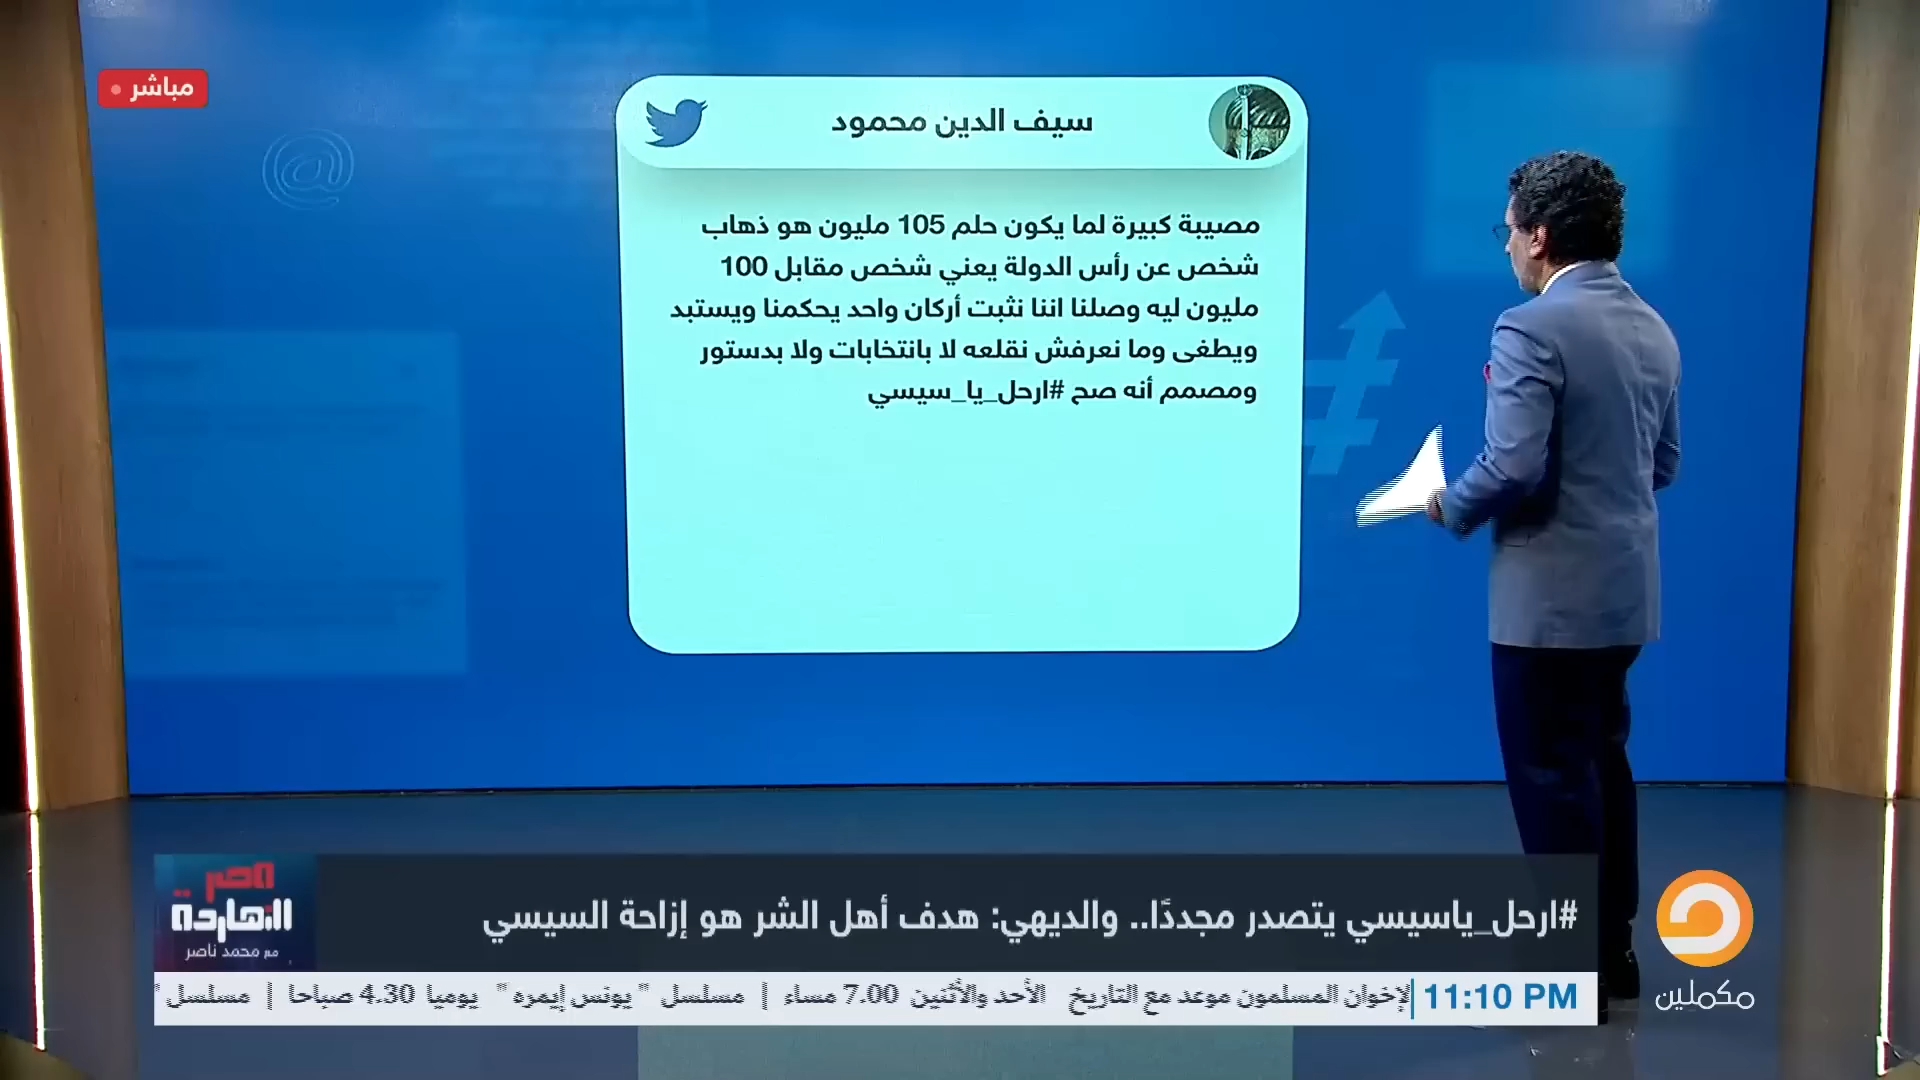 مباشر
سيف الدين محمود
مصيبة كبيرة لما يكون حلم 105 مليون هو ذهاب
شخص عن رأس الدولة يعني شخص مقابل 100
مليون ليه وصلنا اننا نثبت أركان واحد يحكمنا ويستبد
ويطغى وما نعرفش نقلعه لا بانتخابات ولا بدستور
ومصمم أنه صح #ارحل_يا_سيسي
#ارحل_ياسيسي يتصدر مجددًا.. والديهي: هدف أهل الشر هو إزاحة السيسي
مصر
النهاردة
مع محمد ناصر
11:10 PM
لإخوان المسلمون موعد مع التاريخ الأحد والأثنين 7.00 مساء | مسلسل " يونس إيمره " يوميا 4.30 صباحا | مسلسل "
مكملين